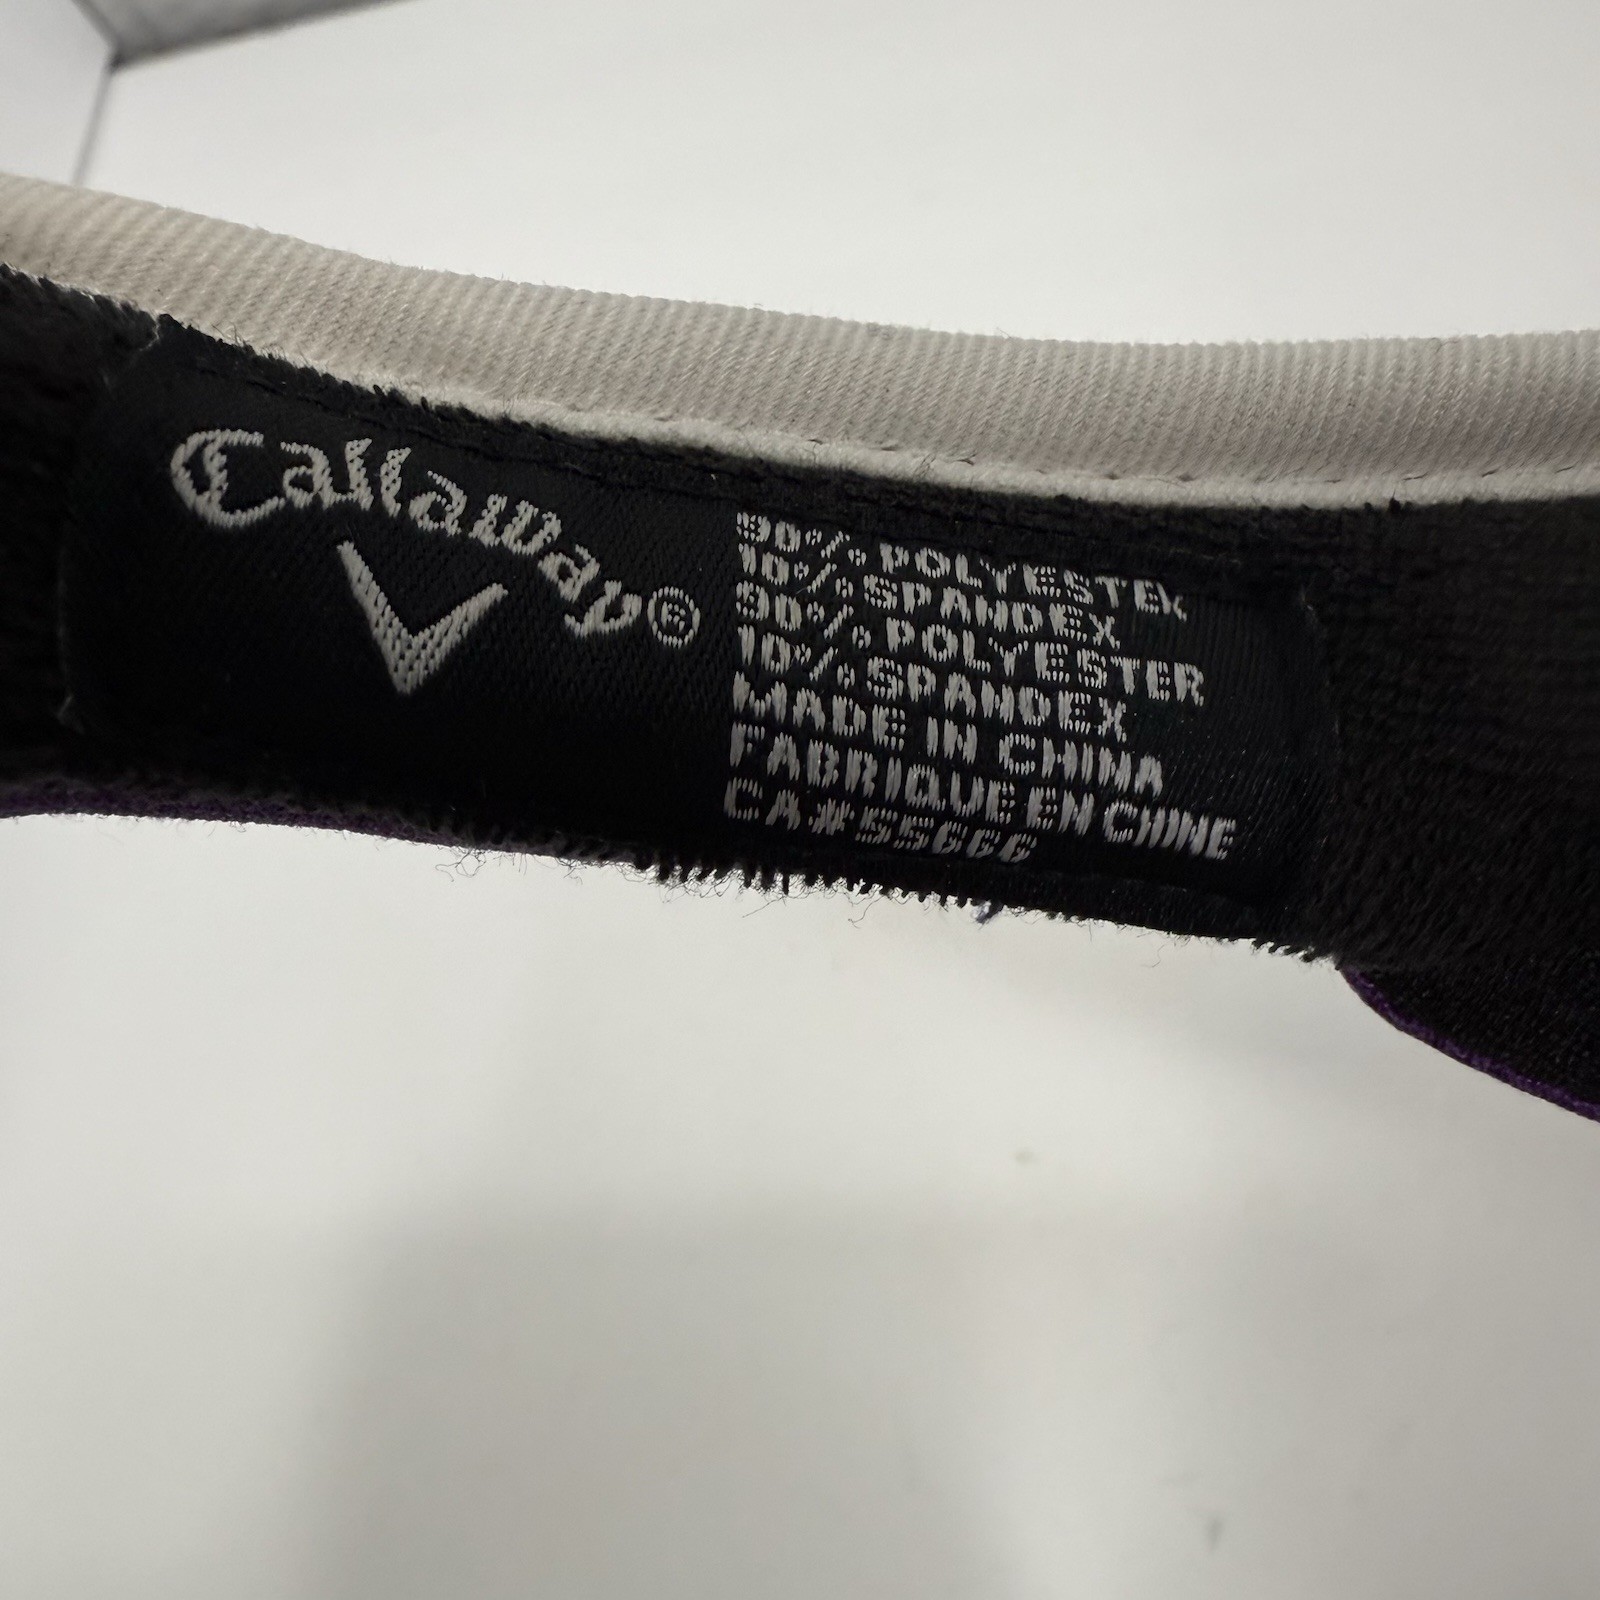 Callaway®
90% POLYESTER
10% SPANDEX
90% POLYESTER
10% SPANDEX
MADE IN CHINA
FABRIQUE EN CHINE
CA#55666